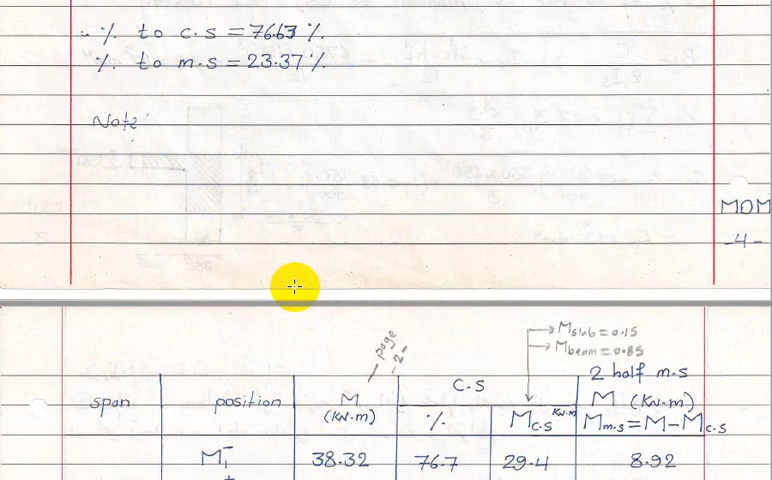 ∴ % to c.s = 76.63 %
% to m.s = 23.37 %
Note:
MOM
-4-
page
-2-
Mslab = 0.15
Mbeam = 0.85
span position M (KN.m) C.S 2 half m.s
% Mc.s KN.m M (KN.m)
Mm.s = M - Mc.s
M₁⁻ 38.32 76.7 29.4 8.92